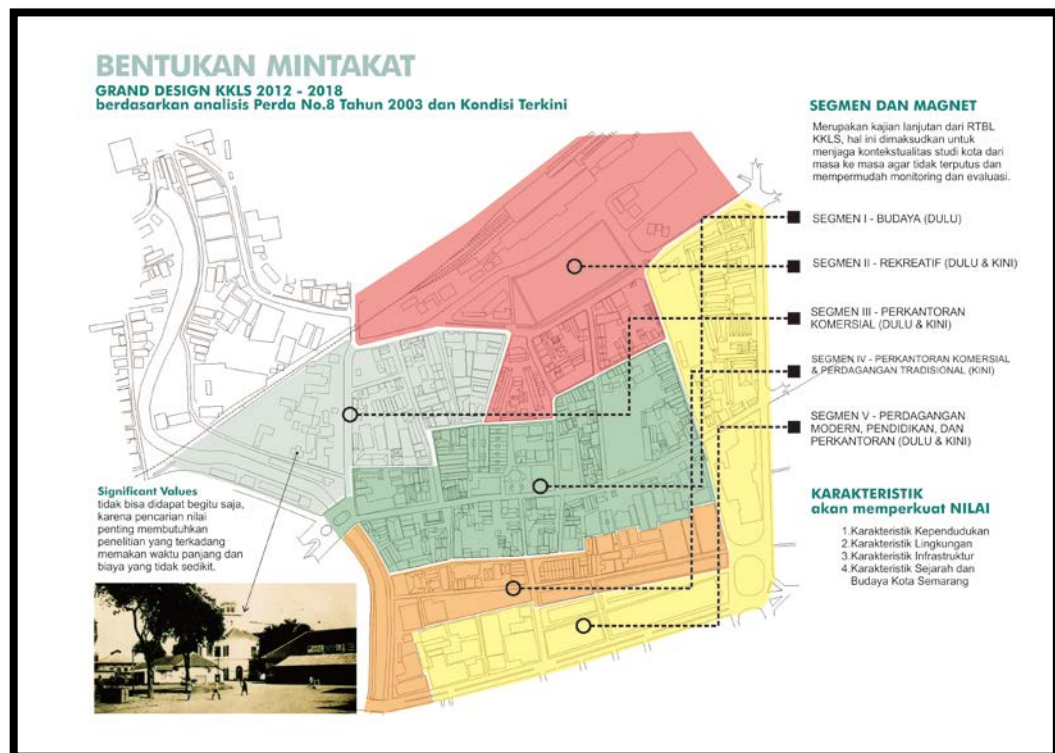 BENTUKAN MINTAKAT
GRAND DESIGN KKLS 2012 - 2018
berdasarkan analisis Perda No.8 Tahun 2003 dan Kondisi Terkini
SEGMEN DAN MAGNET
Merupakan kajian lanjutan dari RTBL
KKLS, hal ini dimaksudkan untuk
menjaga kontekstualitas studi kota dari
masa ke masa agar tidak terputus dan
mempermudah monitoring dan evaluasi.
SEGMEN I - BUDAYA (DULU)
SEGMEN II - REKREATIF (DULU & KINI)
SEGMEN III - PERKANTORAN
KOMERSIAL (DULU & KINI)
SEGMEN IV - PERKANTORAN KOMERSIAL
& PERDAGANGAN TRADISIONAL (KINI)
SEGMEN V - PERDAGANGAN
MODERN, PENDIDIKAN, DAN
PERKANTORAN (DULU & KINI)
Significant Values
tidak bisa didapat begitu saja,
karena pencarian nilai
penting membutuhkan
penelitian yang terkadang
memakan waktu panjang dan
biaya yang tidak sedikit.
KARAKTERISTIK
akan memperkuat NILAI
1.Karakteristik Kependudukan
2.Karakteristik Lingkungan
3.Karakteristik Infrastruktur
4.Karakteristik Sejarah dan
Budaya Kota Semarang